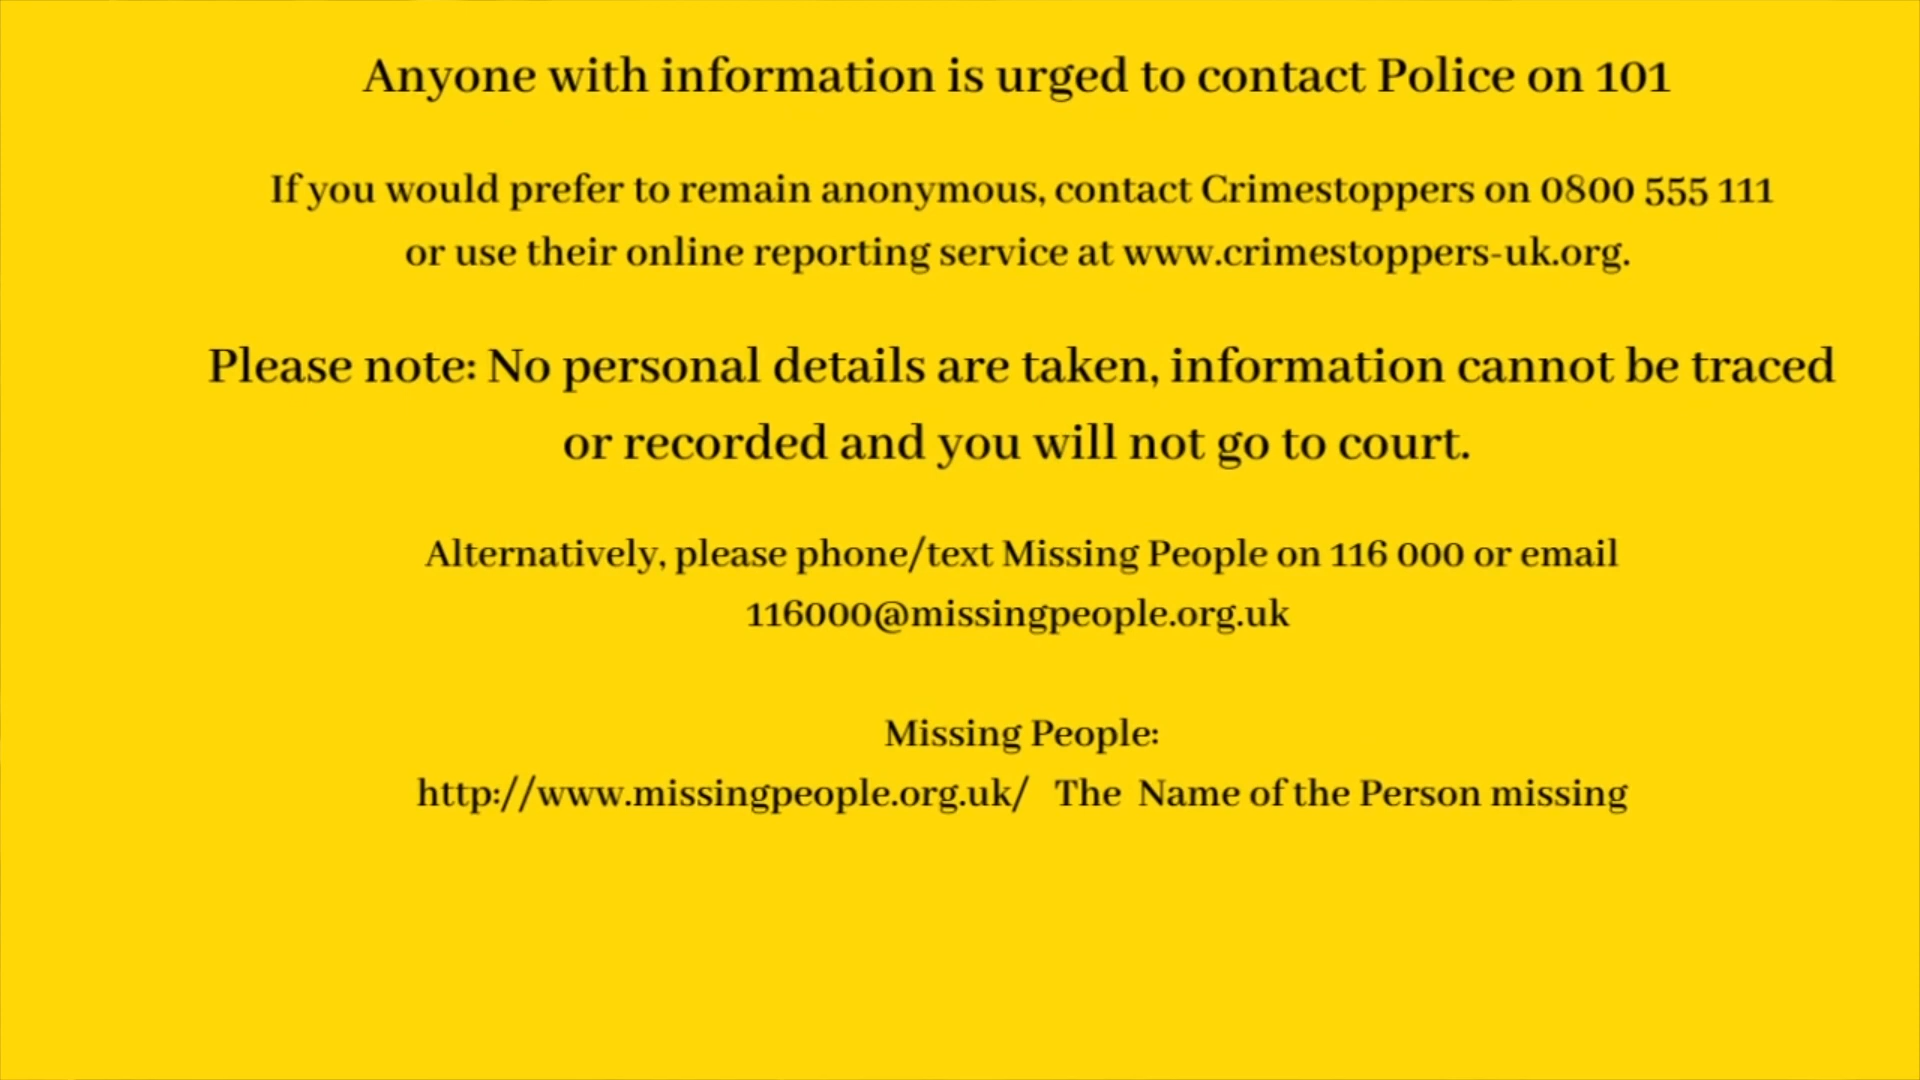 Anyone with information is urged to contact Police on 101
If you would prefer to remain anonymous, contact Crimestoppers on 0800 555 111
or use their online reporting service at www.crimestoppers-uk.org.
Please note: No personal details are taken, information cannot be traced
or recorded and you will not go to court.
Alternatively, please phone/text Missing People on 116 000 or email
116000@missingpeople.org.uk
Missing People:
http://www.missingpeople.org.uk/ The Name of the Person missing